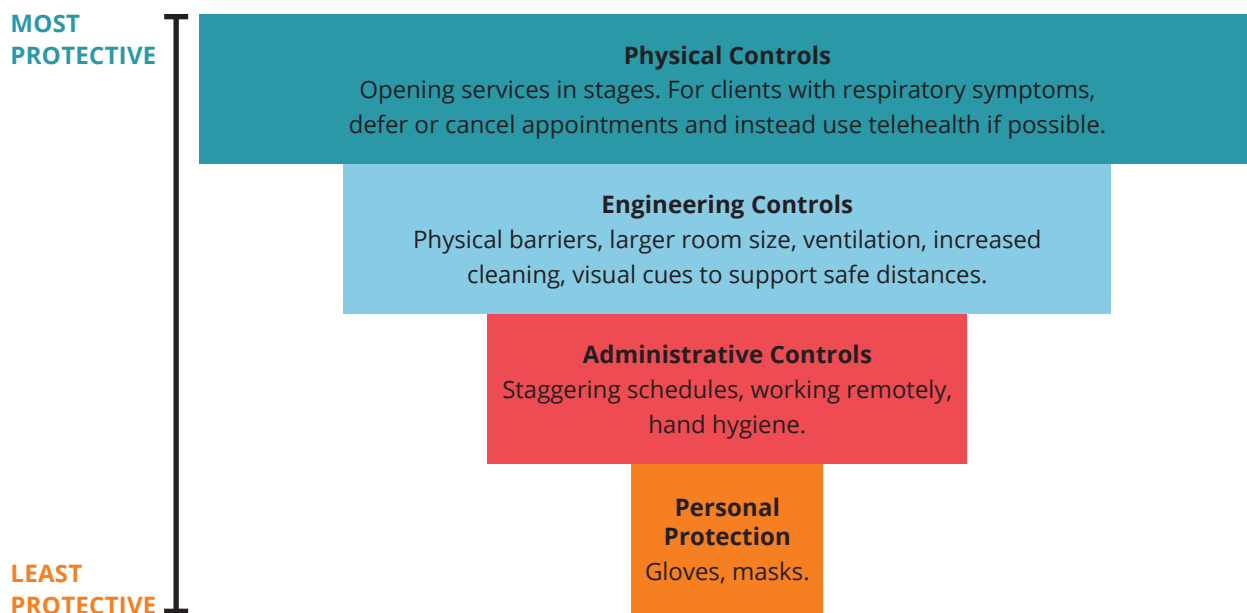 MOST
PROTECTIVE
Physical Controls
Opening services in stages. For clients with respiratory symptoms,
defer or cancel appointments and instead use telehealth if possible.
Engineering Controls
Physical barriers, larger room size, ventilation, increased
cleaning, visual cues to support safe distances.
Administrative Controls
Staggering schedules, working remotely,
hand hygiene.
Personal
Protection
Gloves, masks.
LEAST
PROTECTIVE